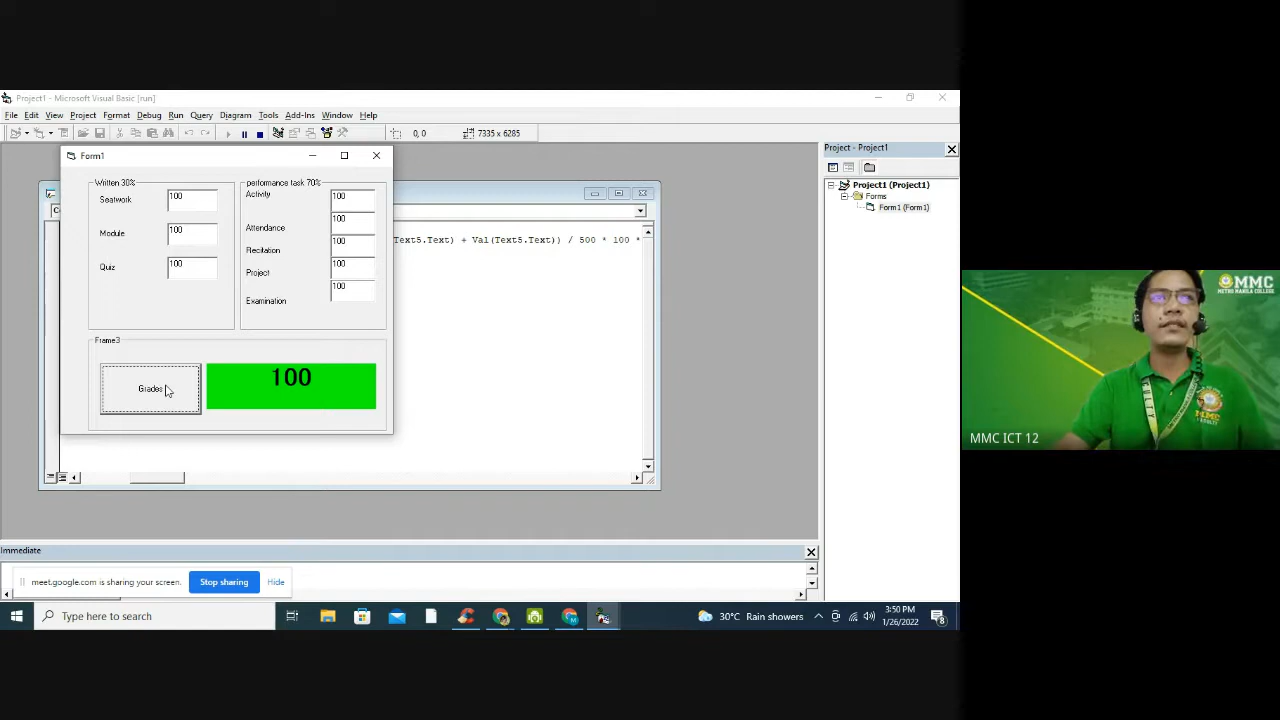 Project1 - Microsoft Visual Basic [run]
File Edit View Project Format Debug Run Query Diagram Tools Add-Ins Window Help
0, 0 7335 x 6285
Form1
Written 30%
Seatwork 100
Module 100
Quiz 100
performance task 70%
Activity 100
100
Attendance
Recitation 100
Project 100
Examination 100
Frame3
Grades 100
Text5.Text) + Val(Text5.Text)) / 500 * 100 *
Project - Project1
Project1 (Project1)
Forms
Form1 (Form1)
Immediate
meet.google.com is sharing your screen. Stop sharing Hide
Type here to search
30°C Rain showers
3:50 PM
1/26/2022
8
MMC
METRO MANILA COLLEGE
MMC ICT 12